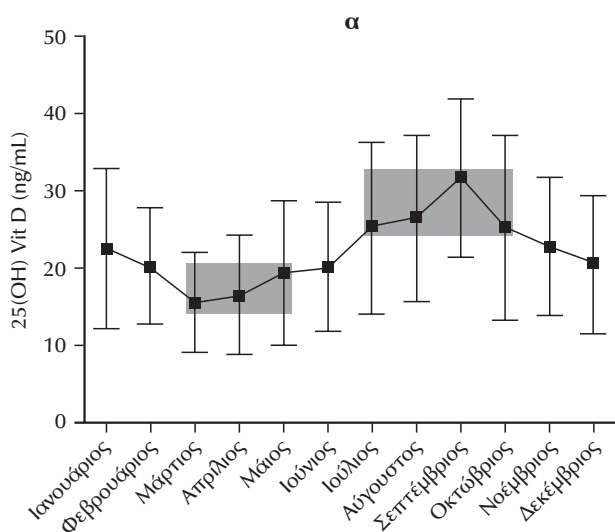 α
50
40
30
20
10
0
25(OH) Vit D (ng/mL)
Ιανουάριος
Φεβρουάριος
Μάρτιος
Απρίλιος
Μάιος
Ιούνιος
Ιούλιος
Αύγουστος
Σεπτέμβριος
Οκτώβριος
Νοέμβριος
Δεκέμβριος